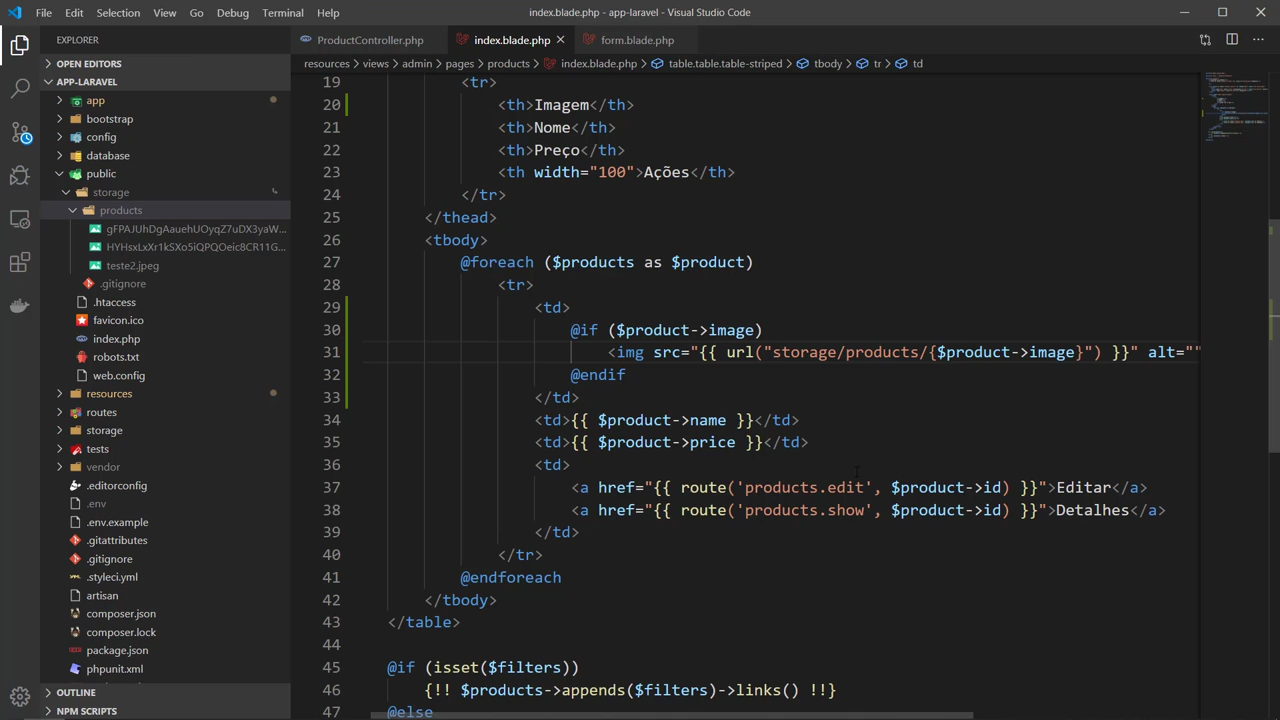 File Edit Selection View Go Debug Terminal Help
index.blade.php - app-laravel - Visual Studio Code
EXPLORER
OPEN EDITORS
APP-LARAVEL
app
bootstrap
config
database
public
storage
products
gFPAJUhDgAauehUOyqZ7uDX3yaW...
HYHsxLxXr1kSXo5iQPQOeic8CR11G...
teste2.jpeg
.gitignore
.htaccess
favicon.ico
index.php
robots.txt
web.config
resources
routes
storage
tests
vendor
.editorconfig
.env
.env.example
.gitattributes
.gitignore
.styleci.yml
artisan
composer.json
composer.lock
package.json
phpunit.xml
OUTLINE
NPM SCRIPTS
ProductController.php index.blade.php form.blade.php
resources > views > admin > pages > products > index.blade.php > table.table.table-striped > tbody > tr > td
19 <tr>
20 <th>Imagem</th>
21 <th>Nome</th>
22 <th>Preço</th>
23 <th width="100">Ações</th>
24 </tr>
25 </thead>
26 <tbody>
27 @foreach ($products as $product)
28 <tr>
29 <td>
30 @if ($product->image)
31 <img src="{{ url("storage/products/{$product->image}") }}" alt=""
32 @endif
33 </td>
34 <td>{{ $product->name }}</td>
35 <td>{{ $product->price }}</td>
36 <td>
37 <a href="{{ route('products.edit', $product->id) }}">Editar</a>
38 <a href="{{ route('products.show', $product->id) }}">Detalhes</a>
39 </td>
40 </tr>
41 @endforeach
42 </tbody>
43 </table>
44
45 @if (isset($filters))
46 {!! $products->appends($filters)->links() !!}
47 @else